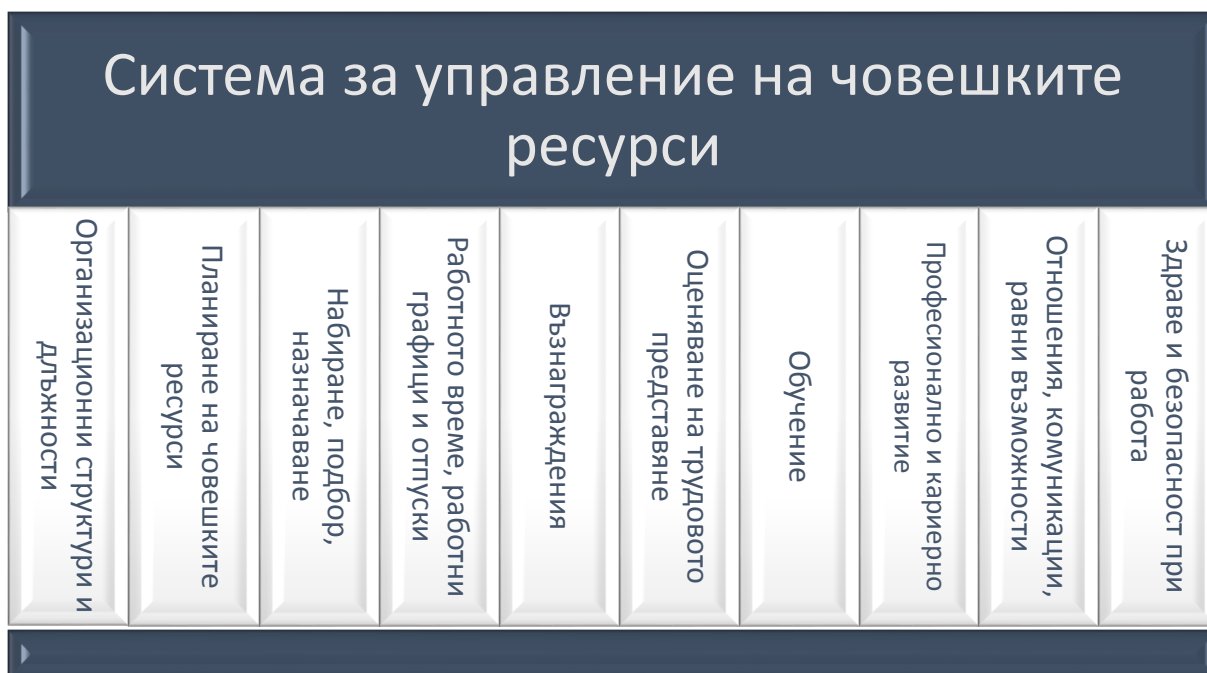 Система за управление на човешките
ресурси
Организационни структури и
длъжности
Планиране на човешките
ресурси
Набиране, подбор,
назначаване
Работното време, работни
графици и отпуски
Възнаграждения
Оценяване на трудовото
представяне
Обучение
Професионално и кариерно
развитие
Отношения, комуникации,
равни възможности
Здраве и безопасност при
работа